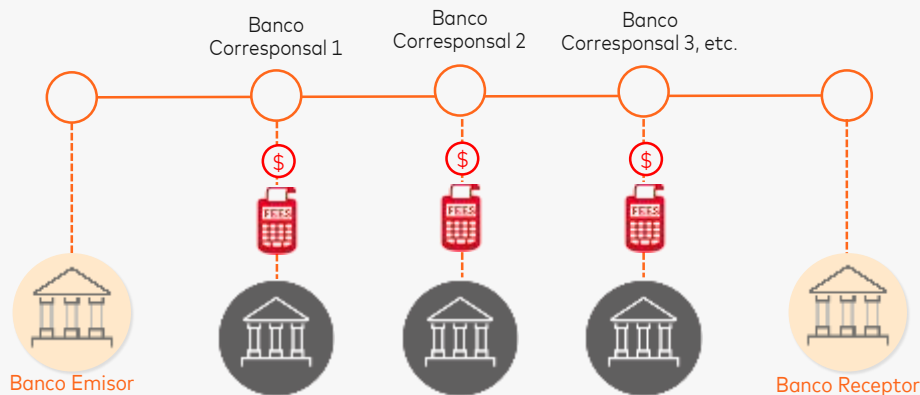 Banco
Corresponsal 1
Banco
Corresponsal 2
Banco
Corresponsal 3, etc.
$
$
$
FEES
FEES
FEES
Banco Emisor
Banco Receptor